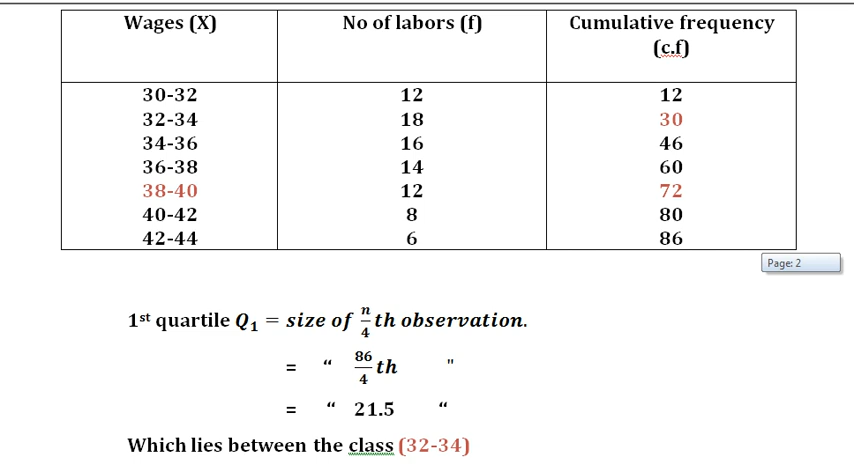 Wages (X) No of labors (f) Cumulative frequency
(c.f)
30-32 12 12
32-34 18 30
34-36 16 46
36-38 14 60
38-40 12 72
40-42 8 80
42-44 6 86
Page: 2
1st quartile Q₁ = size of n/4 th observation.
= “ 86/4 th "
= “ 21.5 “
Which lies between the class (32-34)